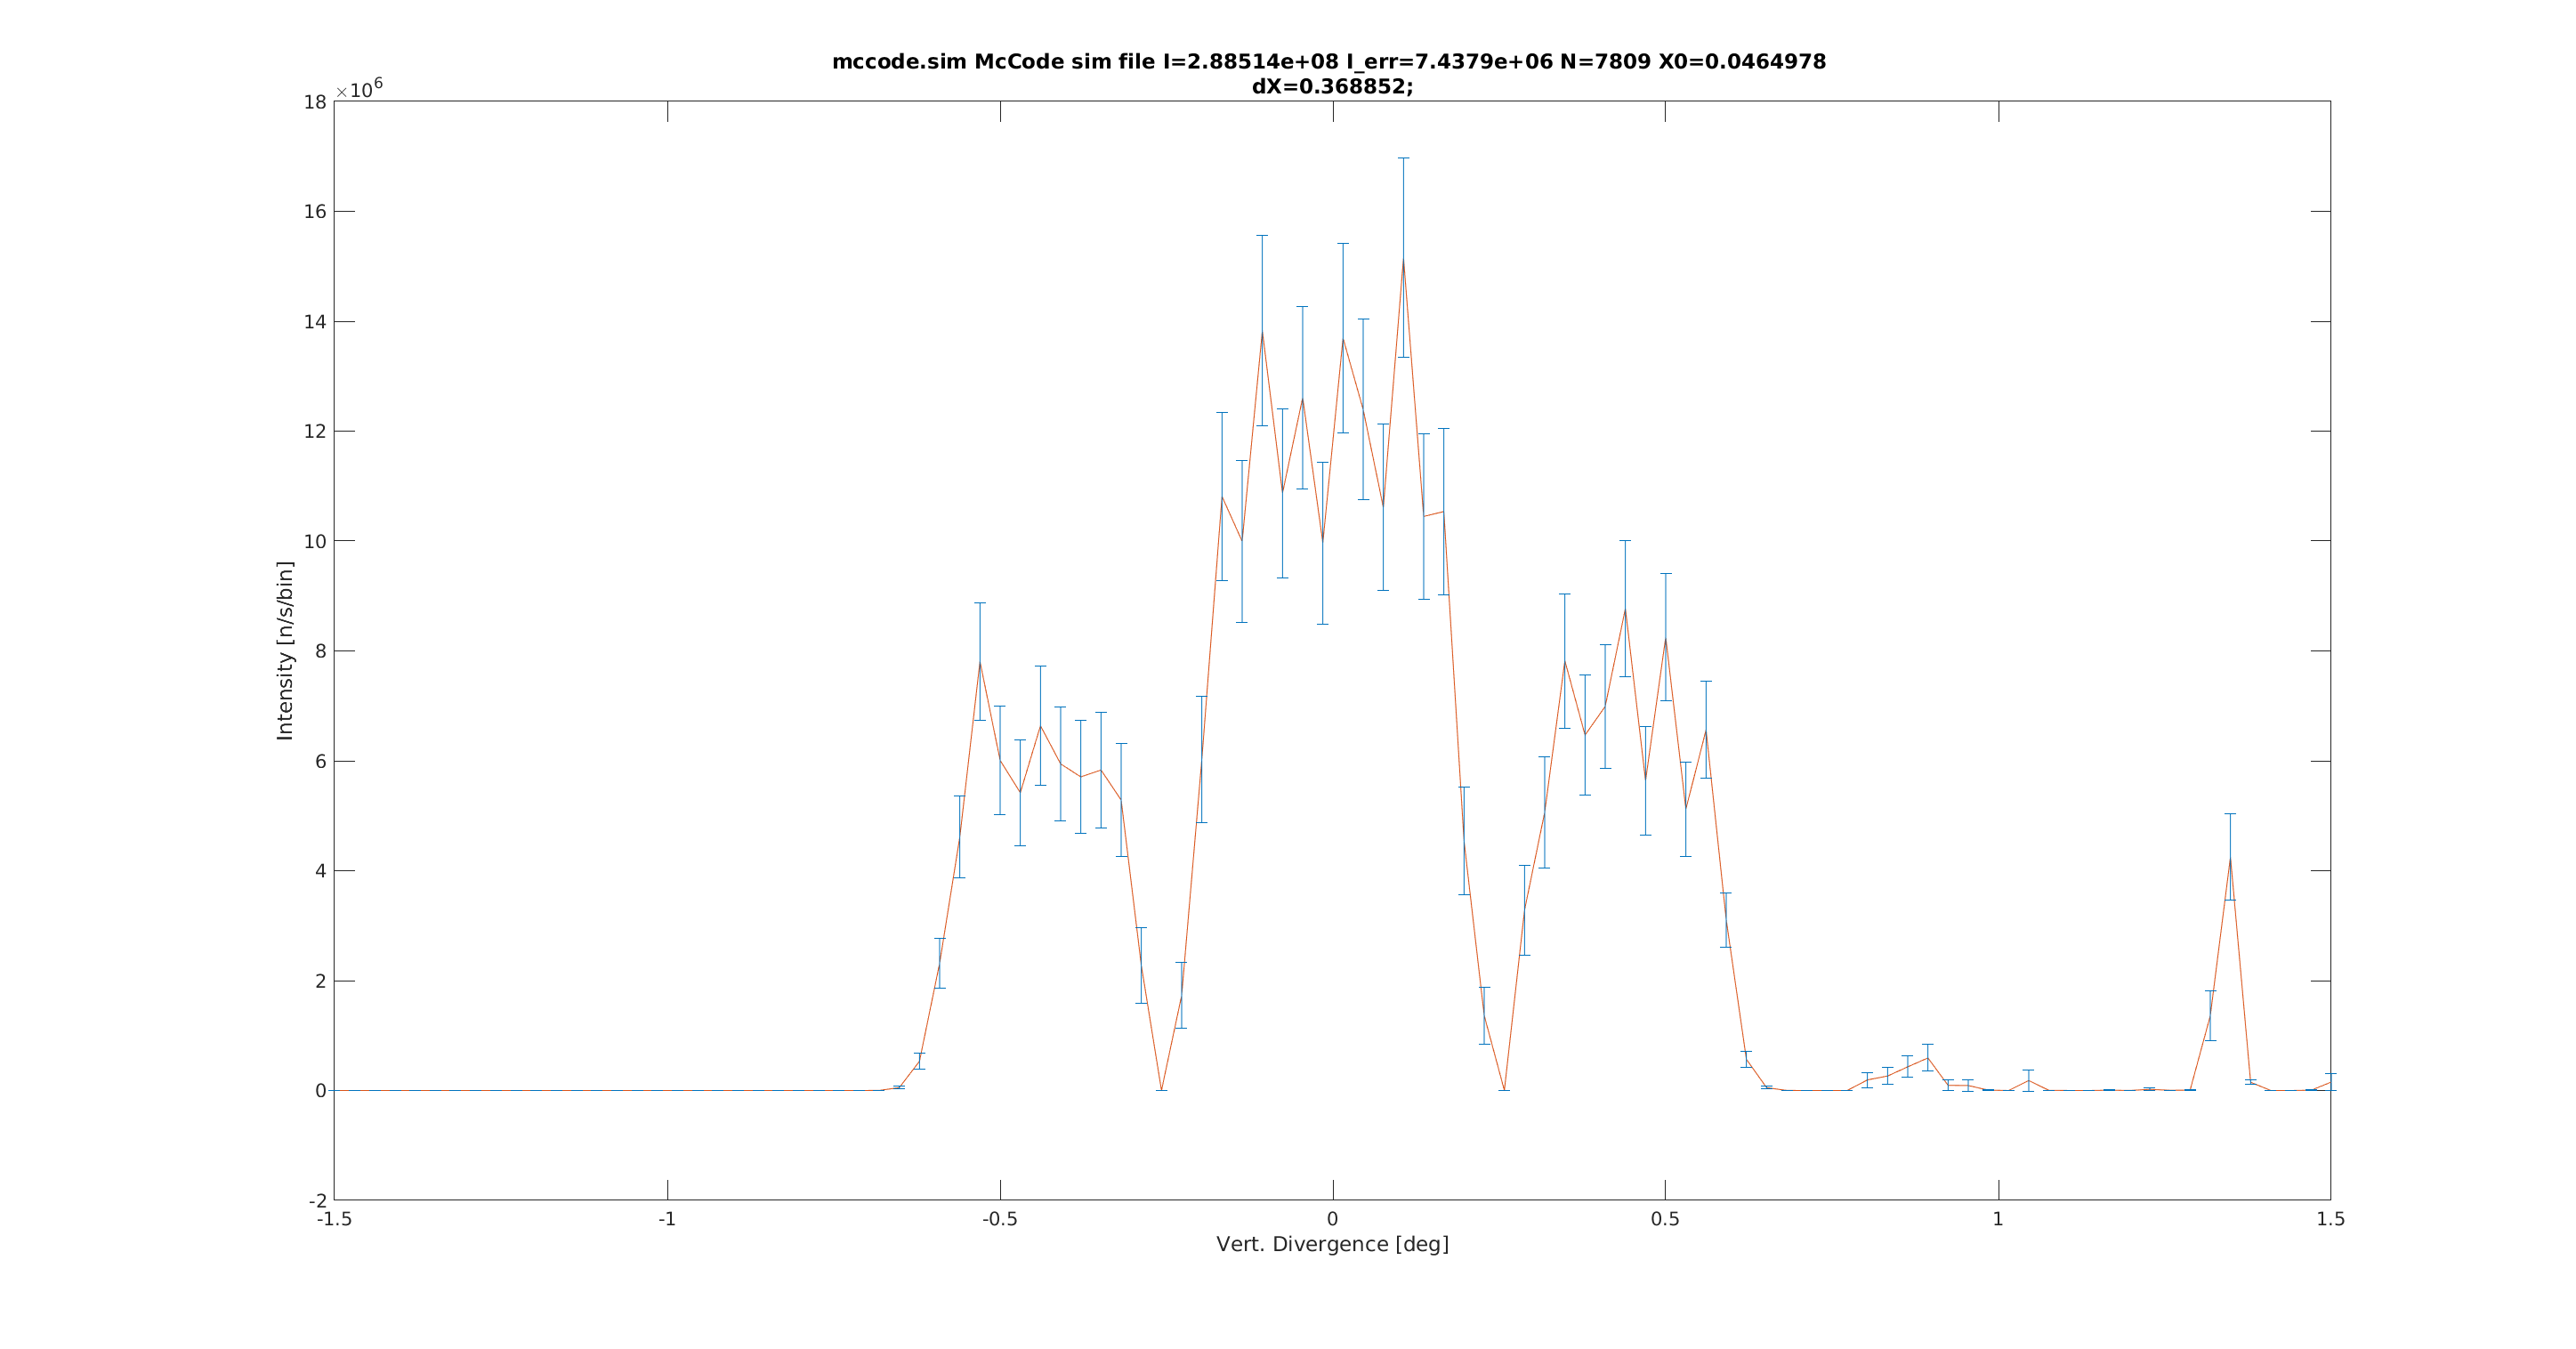 mccode.sim McCode sim file I=2.88514e+08 I_err=7.4379e+06 N=7809 X0=0.0464978
dX=0.368852;
×10^6
18
16
14
12
10
8
6
4
2
0
-2
Intensity [n/s/bin]
-1.5 -1 -0.5 0 0.5 1 1.5
Vert. Divergence [deg]